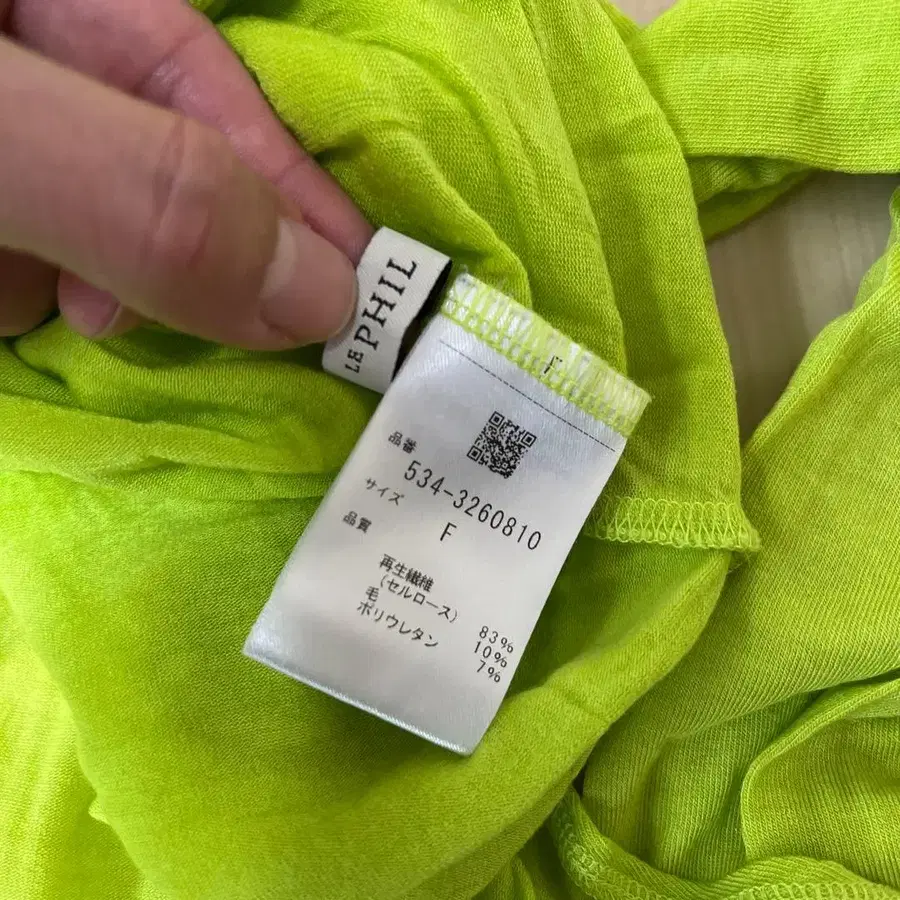 LE PHIL
F
品番
534-3260810
サイズ
F
品質
再生繊維
(セルロース) 83%
毛 10%
ポリウレタン 7%